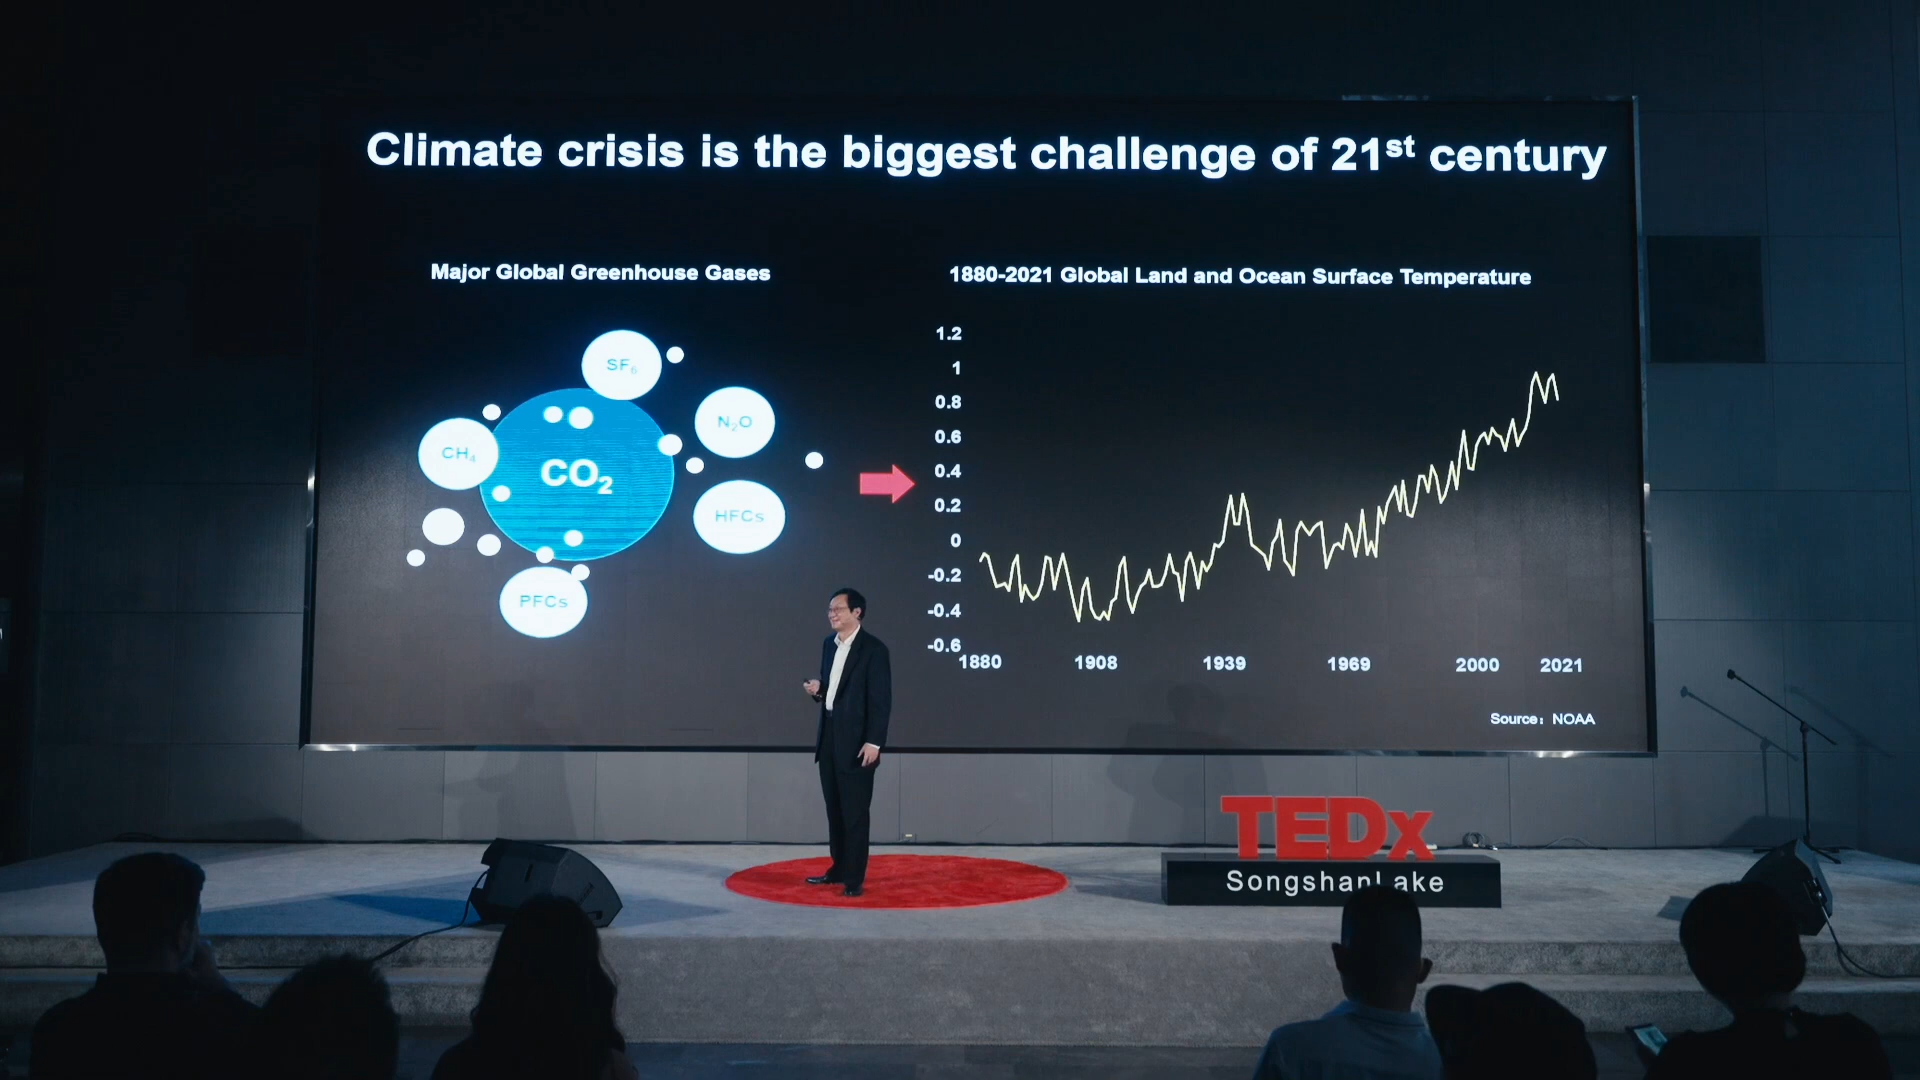 Climate crisis is the biggest challenge of 21st century
Major Global Greenhouse Gases
SF₆
N₂O
CH₄
CO₂
HFCs
PFCs
1880-2021 Global Land and Ocean Surface Temperature
1.2
1
0.8
0.6
0.4
0.2
0
-0.2
-0.4
-0.6
1880 1908 1939 1969 2000 2021
Source: NOAA
TEDx
SongshanLake